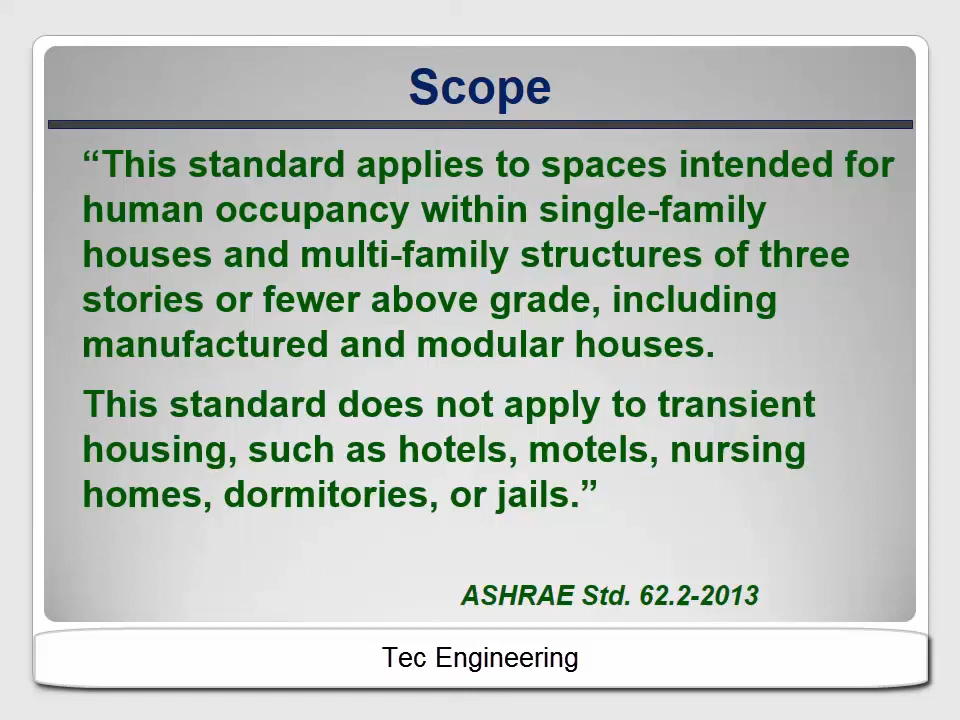 Scope
“This standard applies to spaces intended for
human occupancy within single-family
houses and multi-family structures of three
stories or fewer above grade, including
manufactured and modular houses.
This standard does not apply to transient
housing, such as hotels, motels, nursing
homes, dormitories, or jails.”
ASHRAE Std. 62.2-2013
Tec Engineering